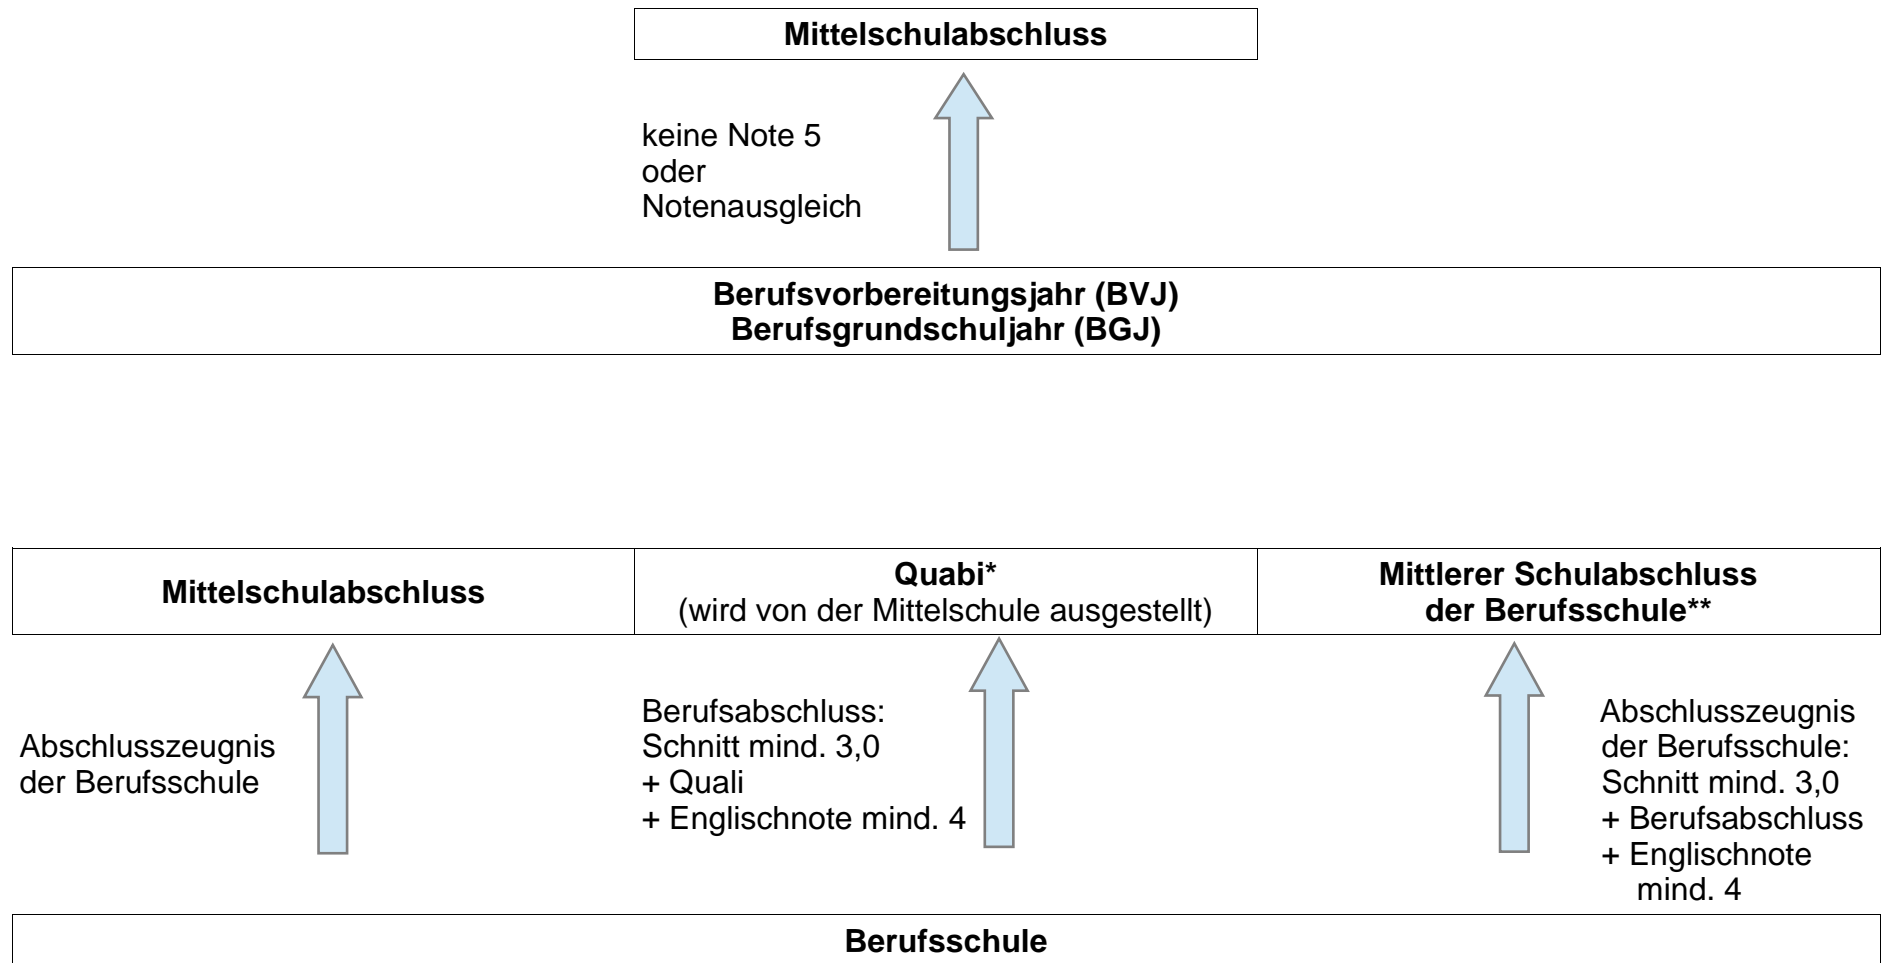 Mittelschulabschluss
keine Note 5
oder
Notenausgleich
Berufsvorbereitungsjahr (BVJ)
Berufsgrundschuljahr (BGJ)
Mittelschulabschluss
Quabi*
(wird von der Mittelschule ausgestellt)
Mittlerer Schulabschluss
der Berufsschule**
Abschlusszeugnis
der Berufsschule
Berufsabschluss:
Schnitt mind. 3,0
+ Quali
+ Englischnote mind. 4
Abschlusszeugnis
der Berufsschule:
Schnitt mind. 3,0
+ Berufsabschluss
+ Englischnote
mind. 4
Berufsschule